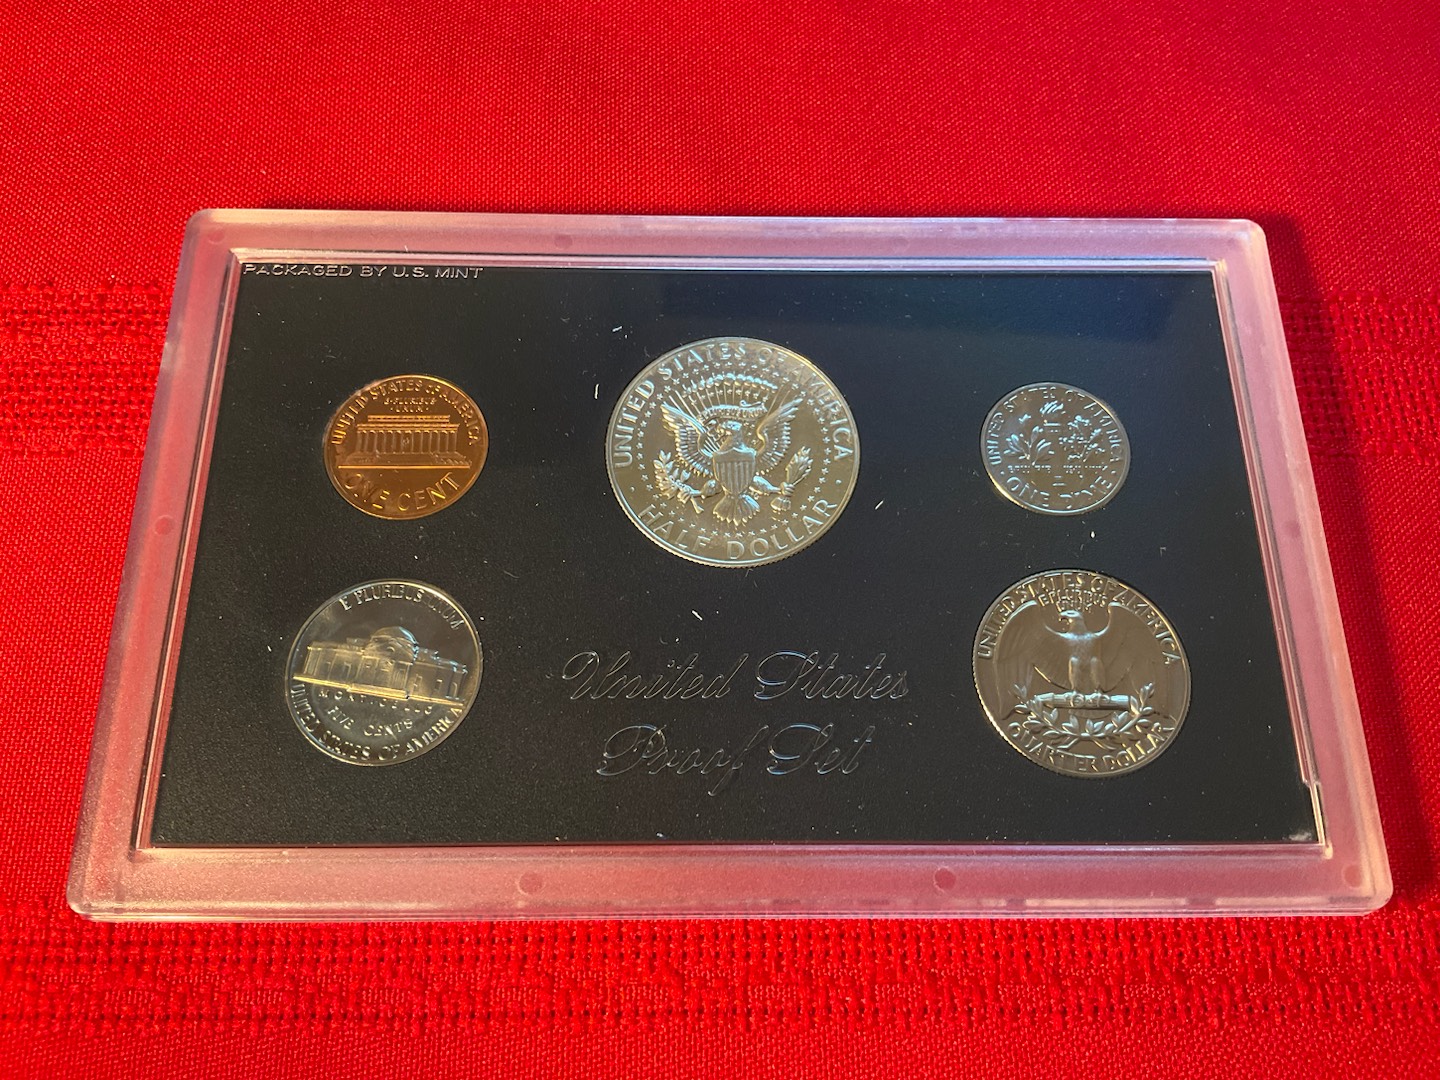 PACKAGED BY U.S. MINT
UNITED STATES OF AMERICA
E·PLURIBUS
UNUM
ONE CENT
UNITED STATES OF AMERICA
HALF DOLLAR
UNITED STATES OF AMERICA
ONE DIME
E PLURIBUS UNUM
MONTICELLO
FIVE CENTS
UNITED STATES OF AMERICA
UNITED STATES OF AMERICA
QUARTER DOLLAR
United States
Proof Set